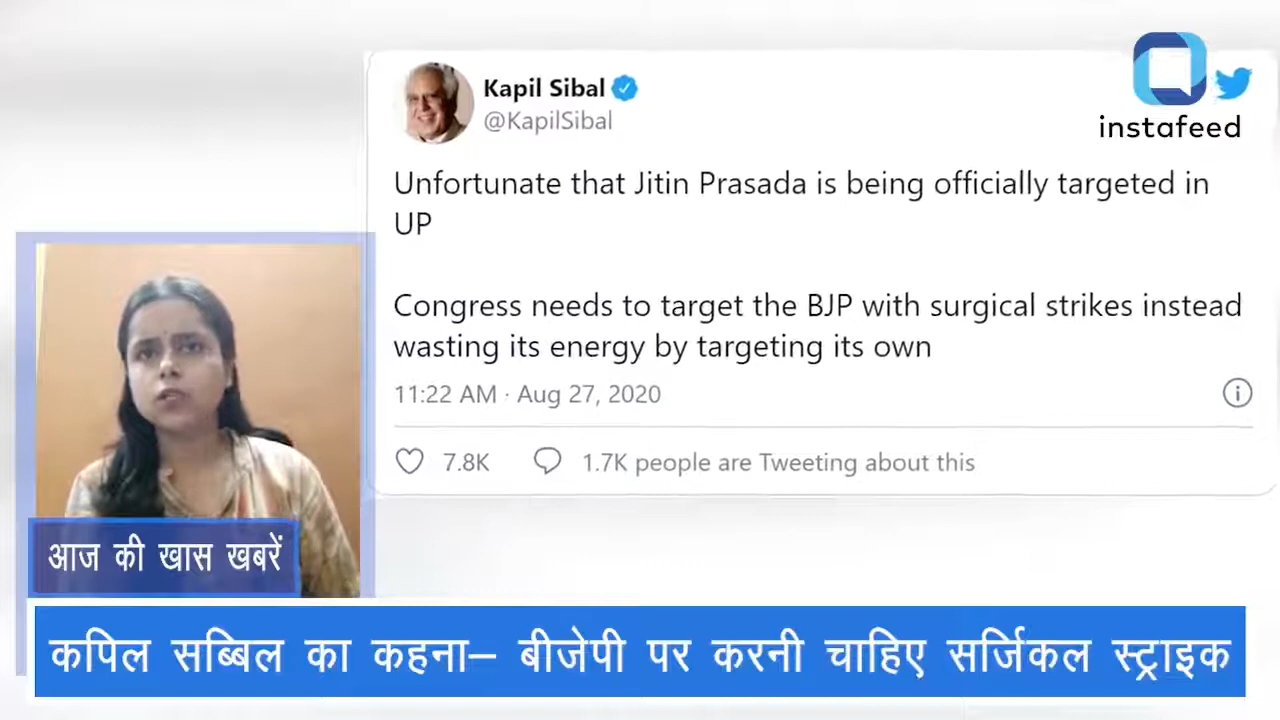 instafeed
Kapil Sibal
@KapilSibal
Unfortunate that Jitin Prasada is being officially targeted in
UP
Congress needs to target the BJP with surgical strikes instead
wasting its energy by targeting its own
11:22 AM · Aug 27, 2020
7.8K
1.7K people are Tweeting about this
आज की खास खबरें
कपिल सब्बिल का कहना– बीजेपी पर करनी चाहिए सर्जिकल स्ट्राइक